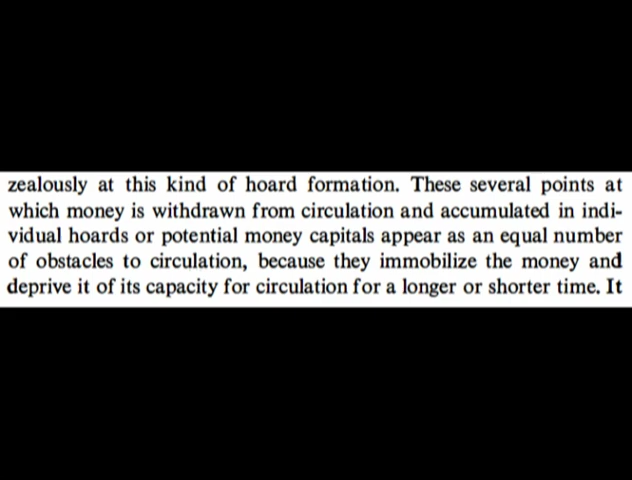 zealously at this kind of hoard formation. These several points at
which money is withdrawn from circulation and accumulated in indi-
vidual hoards or potential money capitals appear as an equal number
of obstacles to circulation, because they immobilize the money and
deprive it of its capacity for circulation for a longer or shorter time. It